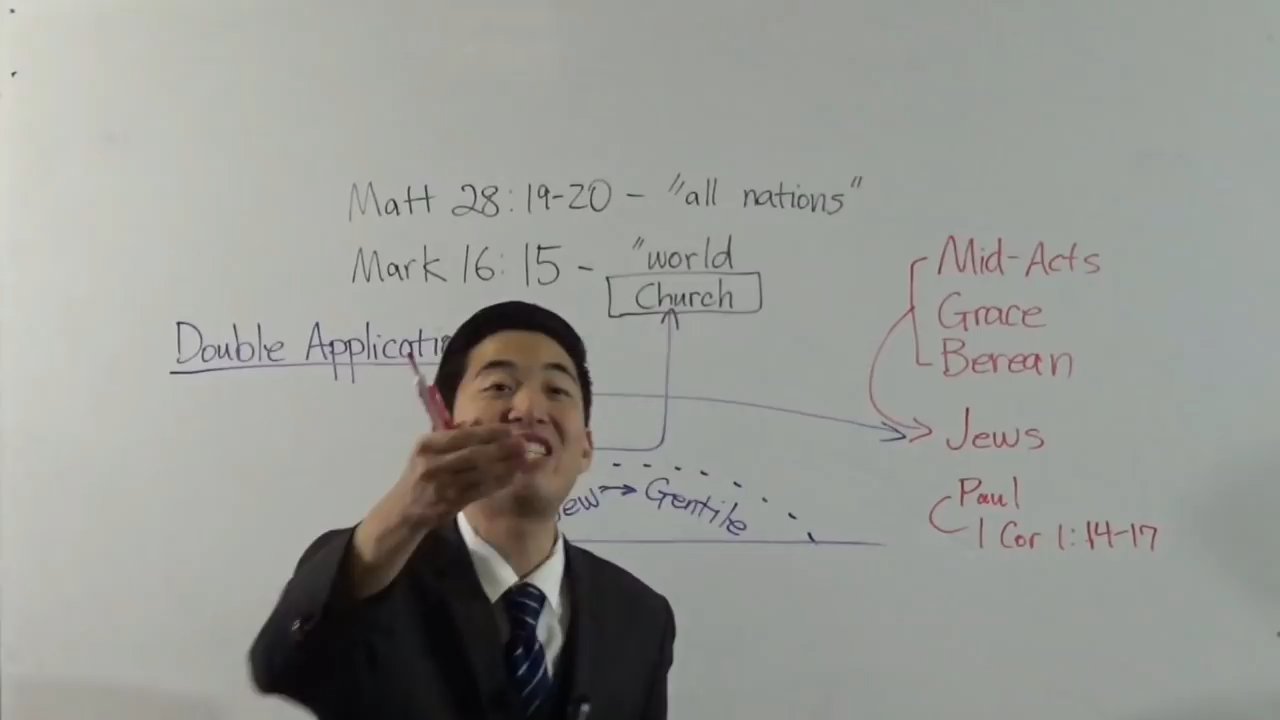 Matt 28:19-20 - "all nations"
Mark 16:15 - "world
Church
Double
Jew → Gentile
Mid-Acts
Grace
Berean
Jews
Paul
1 Cor 1:14-17